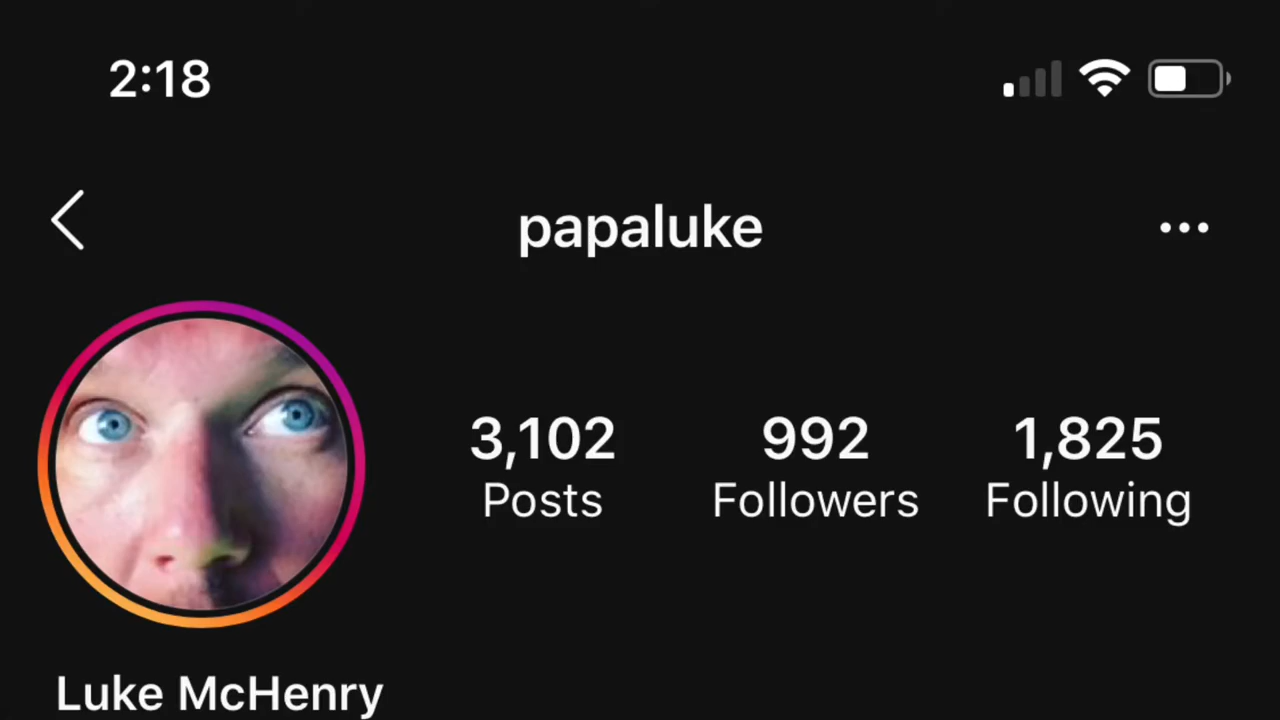 2:18
papaluke
3,102 992 1,825
Posts Followers Following
Luke McHenry